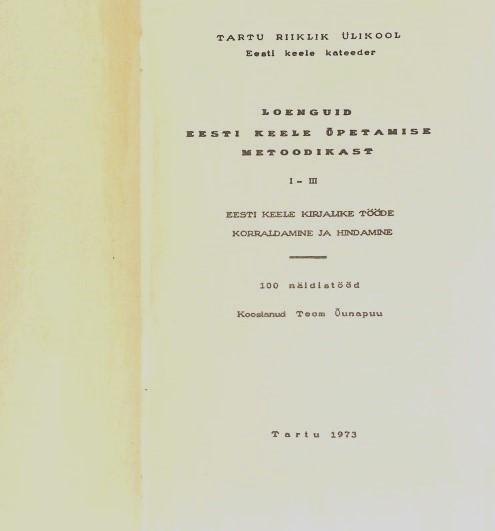 TARTU RIIKLIK ÜLIKOOL
Eesti keele kateeder
LOENGUID
EESTI KEELE ÕPETAMISE
METOODIKAST
I – III
EESTI KEELE KIRJALIKE TÖÖDE
KORRALDAMINE JA HINDAMINE
100 näidistööd
Koostanud Teom Õunapuu
Tartu 1973